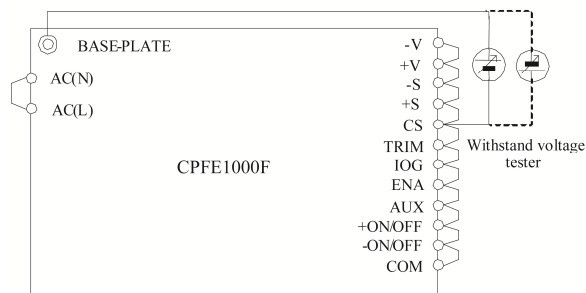 BASE-PLATE
AC(N)
AC(L)
CPFE1000F
-V
+V
-S
+S
CS
TRIM
IOG
ENA
AUX
+ON/OFF
-ON/OFF
COM
Withstand voltage
tester